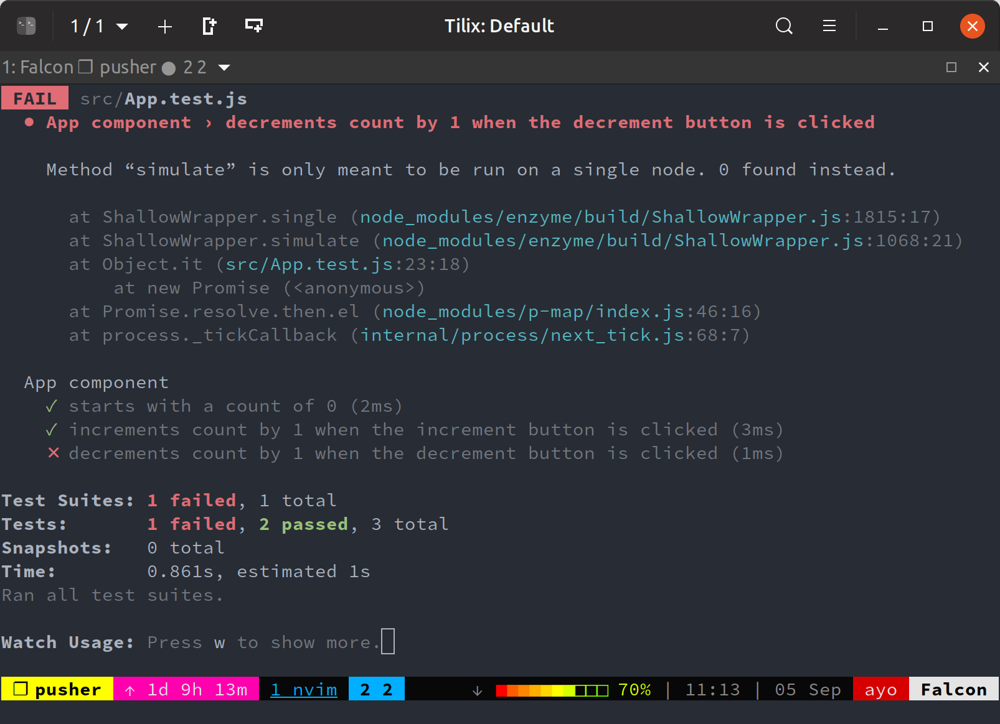 1 / 1 Tilix: Default
1: Falcon ❐ pusher ● 2 2
FAIL src/App.test.js
● App component › decrements count by 1 when the decrement button is clicked
Method “simulate” is only meant to be run on a single node. 0 found instead.
at ShallowWrapper.single (node_modules/enzyme/build/ShallowWrapper.js:1815:17)
at ShallowWrapper.simulate (node_modules/enzyme/build/ShallowWrapper.js:1068:21)
at Object.it (src/App.test.js:23:18)
at new Promise (<anonymous>)
at Promise.resolve.then.el (node_modules/p-map/index.js:46:16)
at process._tickCallback (internal/process/next_tick.js:68:7)
App component
✓ starts with a count of 0 (2ms)
✓ increments count by 1 when the increment button is clicked (3ms)
✕ decrements count by 1 when the decrement button is clicked (1ms)
Test Suites: 1 failed, 1 total
Tests: 1 failed, 2 passed, 3 total
Snapshots: 0 total
Time: 0.861s, estimated 1s
Ran all test suites.
Watch Usage: Press w to show more.
❐ pusher ↑ 1d 9h 13m 1 nvim 2 2 ↓ 70% | 11:13 | 05 Sep ayo Falcon